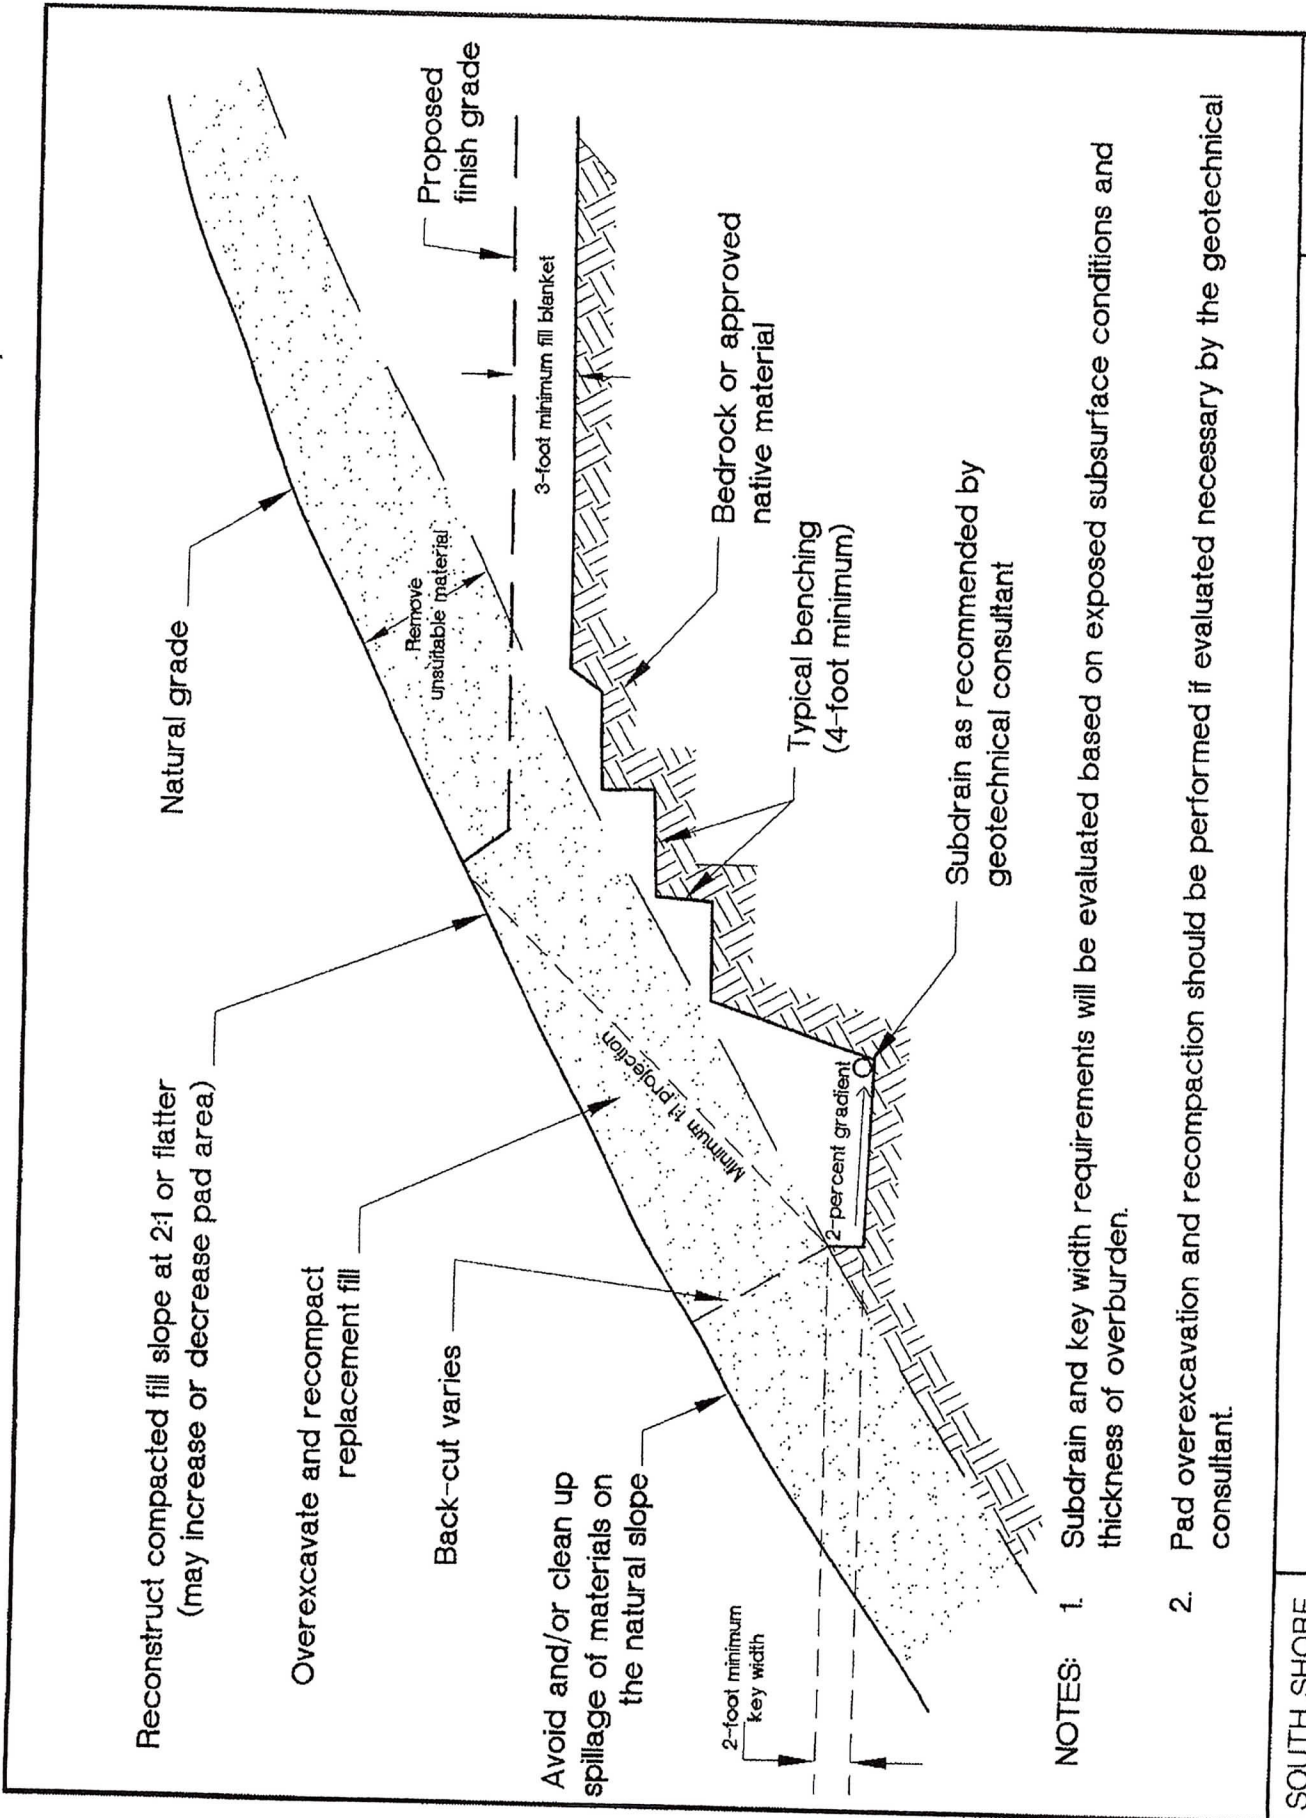 Reconstruct compacted fill slope at 2:1 or flatter
(may increase or decrease pad area)
Natural grade
Proposed
finish grade
Overexcavate and recompact
replacement fill
Remove
unsuitable material
3-foot minimum fill blanket
Back-cut varies
Minimum 1:1 projection
Bedrock or approved
native material
Avoid and/or clean up
spillage of materials on
the natural slope
Typical benching
(4-foot minimum)
2-percent gradient
Subdrain as recommended by
geotechnical consultant
2-foot minimum
key width
NOTES: 1. Subdrain and key width requirements will be evaluated based on exposed subsurface conditions and
thickness of overburden.
2. Pad overexcavation and recompaction should be performed if evaluated necessary by the geotechnical
consultant.
SOUTH SHORE